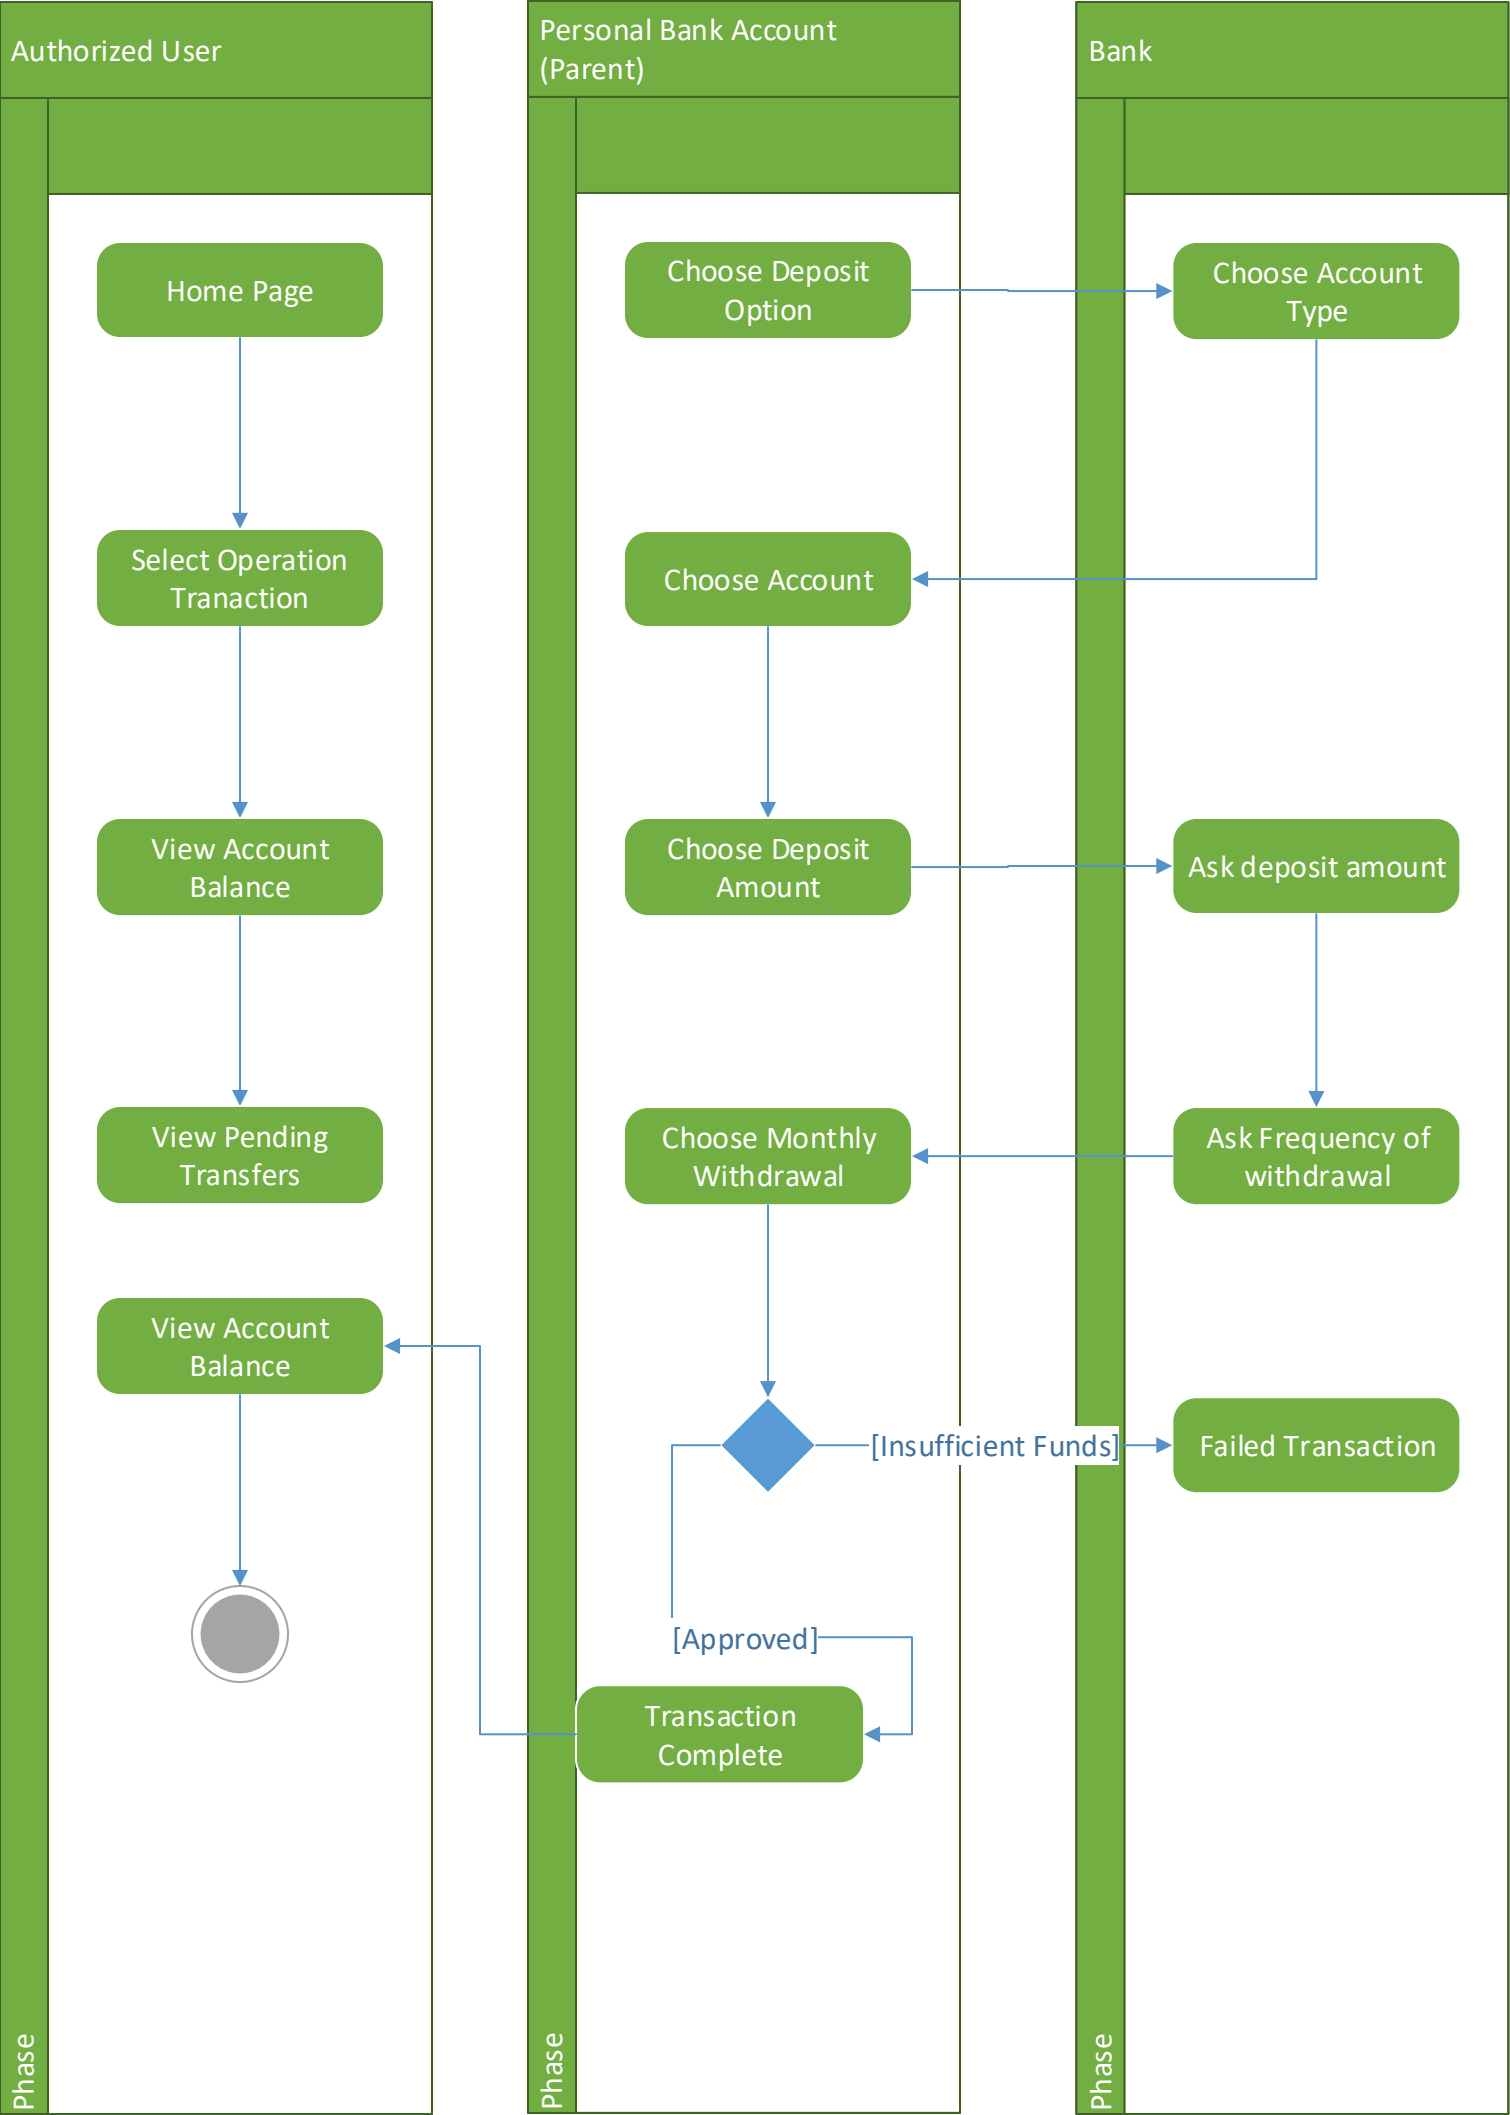 Authorized User
Personal Bank Account
(Parent)
Bank
Home Page
Choose Deposit
Option
Choose Account
Type
Select Operation
Tranaction
Choose Account
View Account
Balance
Choose Deposit
Amount
Ask deposit amount
View Pending
Transfers
Choose Monthly
Withdrawal
Ask Frequency of
withdrawal
View Account
Balance
[Insufficient Funds]
Failed Transaction
[Approved]
Transaction
Complete
Phase
Phase
Phase